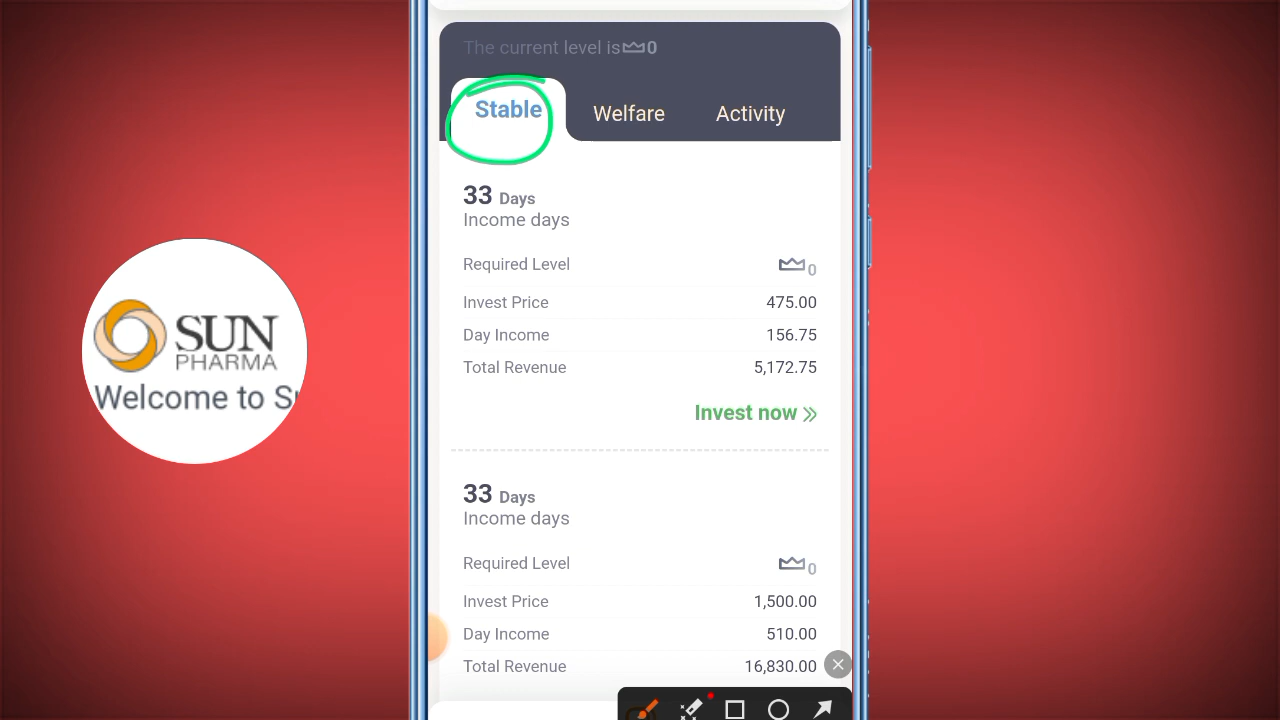 The current level is 0
Stable
Welfare
Activity
33 Days
Income days
Required Level 0
Invest Price 475.00
Day Income 156.75
Total Revenue 5,172.75
Invest now
33 Days
Income days
Required Level 0
Invest Price 1,500.00
Day Income 510.00
Total Revenue 16,830.00
SUN
PHARMA
Welcome to